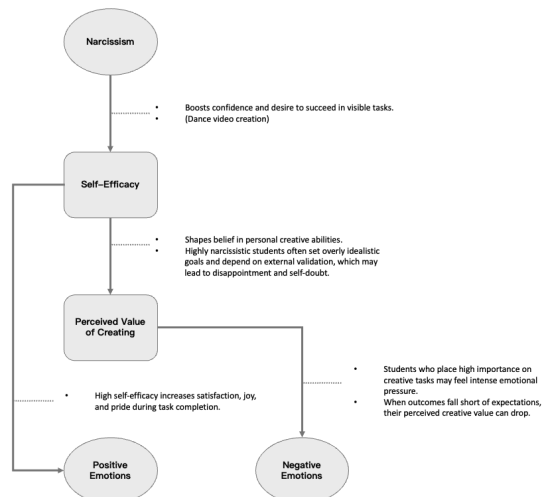 Narcissism
• Boosts confidence and desire to succeed in visible tasks.
• (Dance video creation)
Self-Efficacy
• Shapes belief in personal creative abilities.
• Highly narcissistic students often set overly idealistic
goals and depend on external validation, which may
lead to disappointment and self-doubt.
Perceived Value
of Creating
• Students who place high importance on
creative tasks may feel intense emotional
pressure.
• When outcomes fall short of expectations,
their perceived creative value can drop.
• High self-efficacy increases satisfaction, joy,
and pride during task completion.
Positive
Emotions
Negative
Emotions